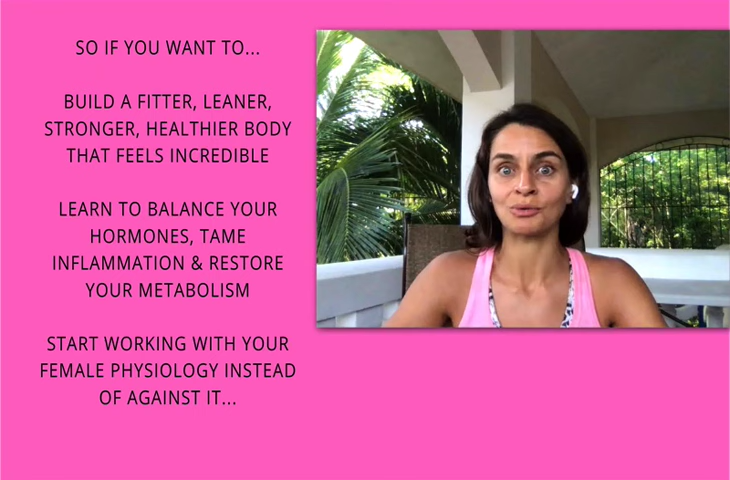 SO IF YOU WANT TO...
BUILD A FITTER, LEANER,
STRONGER, HEALTHIER BODY
THAT FEELS INCREDIBLE
LEARN TO BALANCE YOUR
HORMONES, TAME
INFLAMMATION & RESTORE
YOUR METABOLISM
START WORKING WITH YOUR
FEMALE PHYSIOLOGY INSTEAD
OF AGAINST IT...